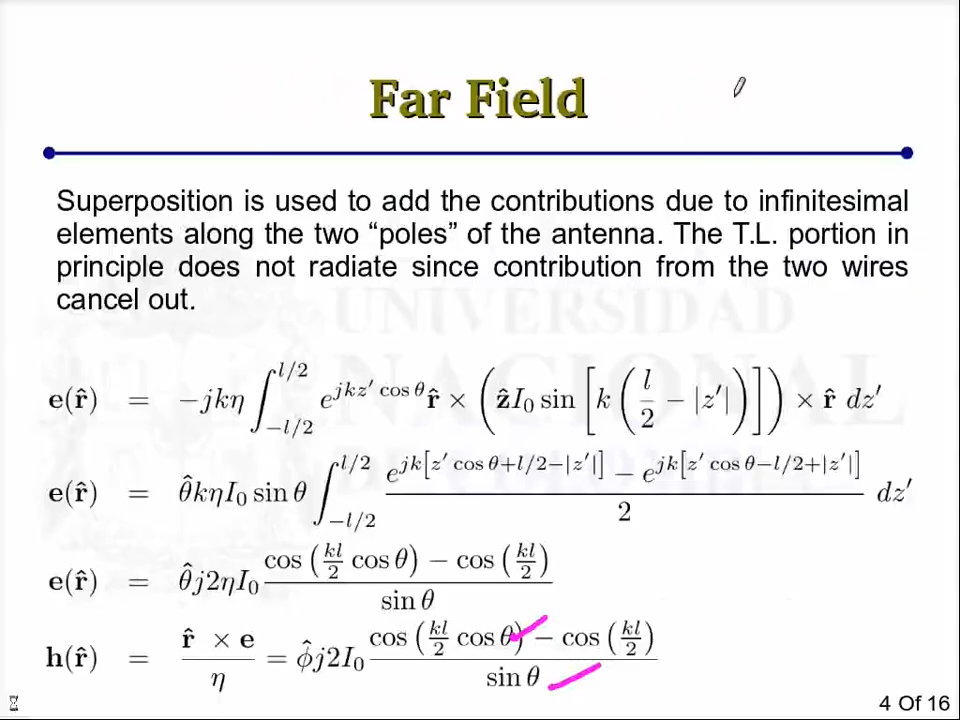 Far Field
Superposition is used to add the contributions due to infinitesimal
elements along the two “poles” of the antenna. The T.L. portion in
principle does not radiate since contribution from the two wires
cancel out.
UNIVERSIDAD
NACIONAL
e(r̂) = −jkη ∫_{−l/2}^{l/2} e^{jkz′ cos θ} r̂ × (ẑI₀ sin [k (l/2 − |z′|)]) × r̂ dz′
e(r̂) = θ̂kηI₀ sin θ ∫_{−l/2}^{l/2} (e^{jk[z′ cos θ+l/2−|z′|]} − e^{jk[z′ cos θ−l/2+|z′|]})/2 dz′
e(r̂) = θ̂j2ηI₀ (cos (kl/2 cos θ) − cos (kl/2))/sin θ
h(r̂) = (r̂ × e)/η = ϕ̂j2I₀ (cos (kl/2 cos θ) − cos (kl/2))/sin θ
4 Of 16